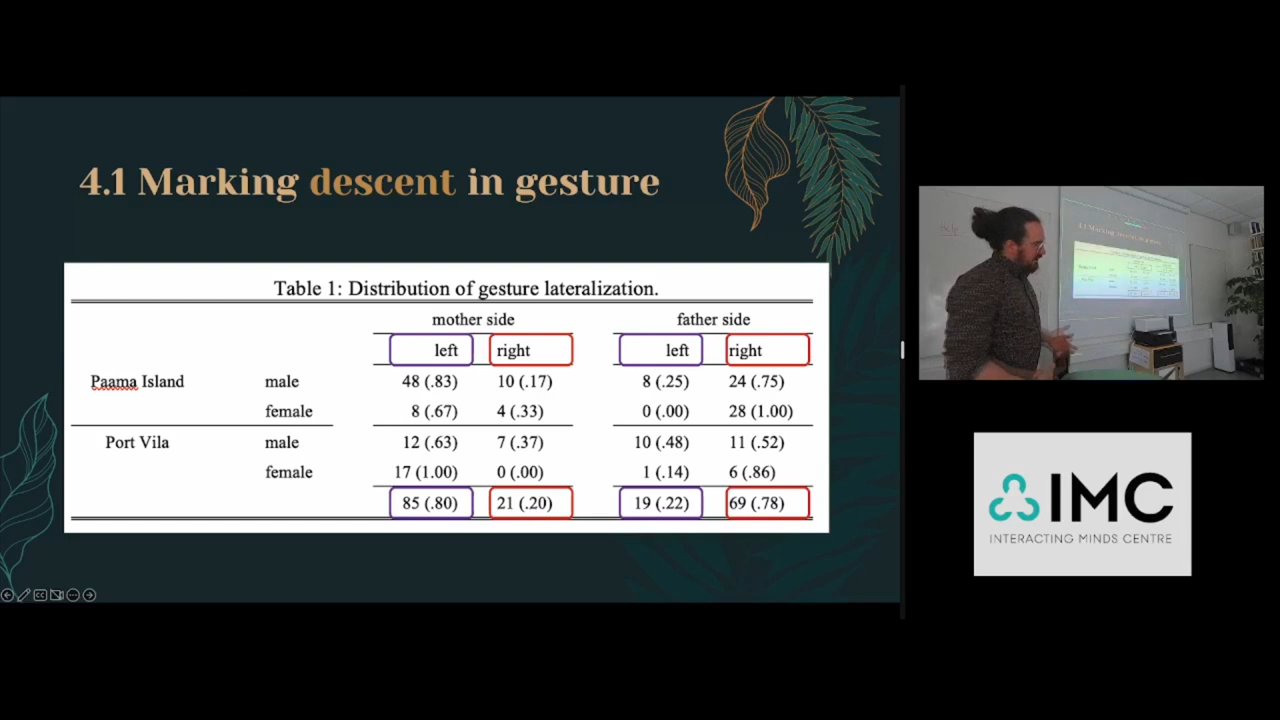 4.1 Marking descent in gesture
Table 1: Distribution of gesture lateralization.
mother side father side
left right left right
Paama Island male 48 (.83) 10 (.17) 8 (.25) 24 (.75)
female 8 (.67) 4 (.33) 0 (.00) 28 (1.00)
Port Vila male 12 (.63) 7 (.37) 10 (.48) 11 (.52)
female 17 (1.00) 0 (.00) 1 (.14) 6 (.86)
85 (.80) 21 (.20) 19 (.22) 69 (.78)
CC
IMC
INTERACTING MINDS CENTRE